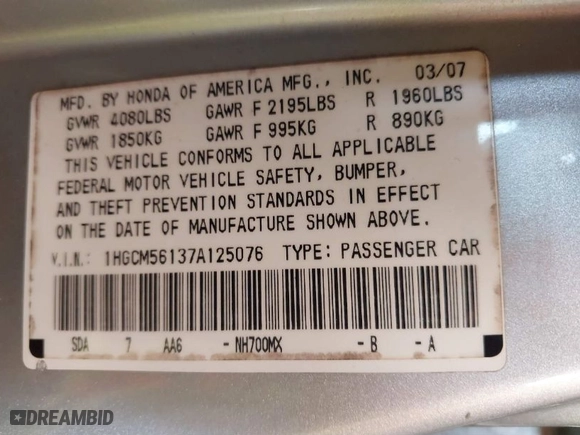 MFD. BY HONDA OF AMERICA MFG., INC. 03/07
GVWR 4080LBS GAWR F 2195LBS R 1960LBS
GVWR 1850KG GAWR F 995KG R 890KG
THIS VEHICLE CONFORMS TO ALL APPLICABLE
FEDERAL MOTOR VEHICLE SAFETY, BUMPER,
AND THEFT PREVENTION STANDARDS IN EFFECT
ON THE DATE OF MANUFACTURE SHOWN ABOVE.
V.I.N.: 1HGCM56137A125076 TYPE: PASSENGER CAR
SDA 7 AA6 - NH700MX - B - A
DREAMBID